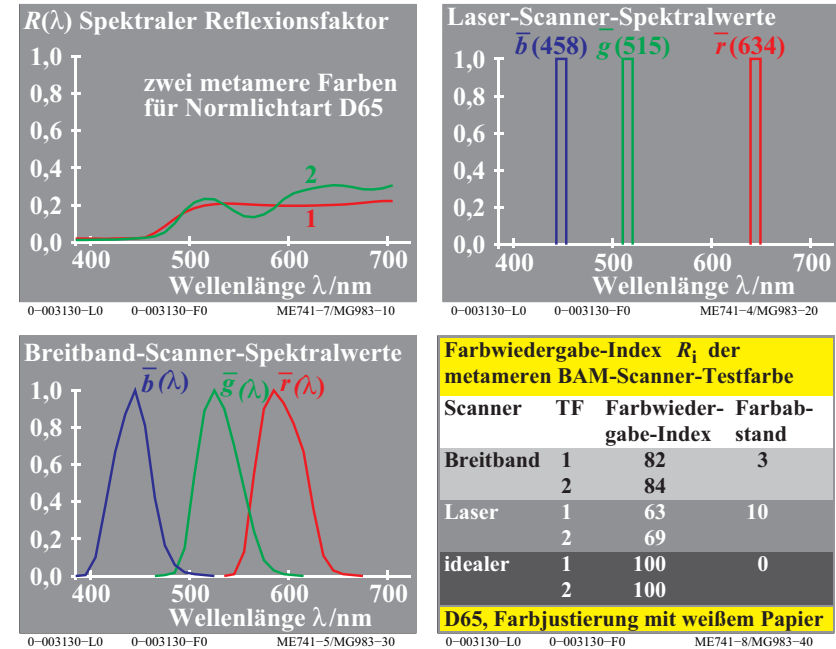 R(λ) Spektraler Reflexionsfaktor
1,0
zwei metamere Farben
0,8
für Normlichtart D65
0,6
0,4
2
0,2
1
0,0
400 500 600 700
Wellenlänge λ/nm
0−003130−L0 0−003130−F0 ME741−7/MG983−10
Laser-Scanner-Spektralwerte
b̅(458) g̅(515) r̅(634)
1,0
0,8
0,6
0,4
0,2
0,0
400 500 600 700
Wellenlänge λ/nm
0−003130−L0 0−003130−F0 ME741−4/MG983−20
Breitband-Scanner-Spektralwerte
b̅(λ) g̅(λ) r̅(λ)
1,0
0,8
0,6
0,4
0,2
0,0
400 500 600 700
Wellenlänge λ/nm
0−003130−L0 0−003130−F0 ME741−5/MG983−30
Farbwiedergabe-Index Ri der
metameren BAM-Scanner-Testfarbe
Scanner TF Farbwieder- Farbab-
gabe-Index stand
Breitband 1 82 3
2 84
Laser 1 63 10
2 69
idealer 1 100 0
2 100
D65, Farbjustierung mit weißem Papier
0−003130−L0 0−003130−F0 ME741−8/MG983−40